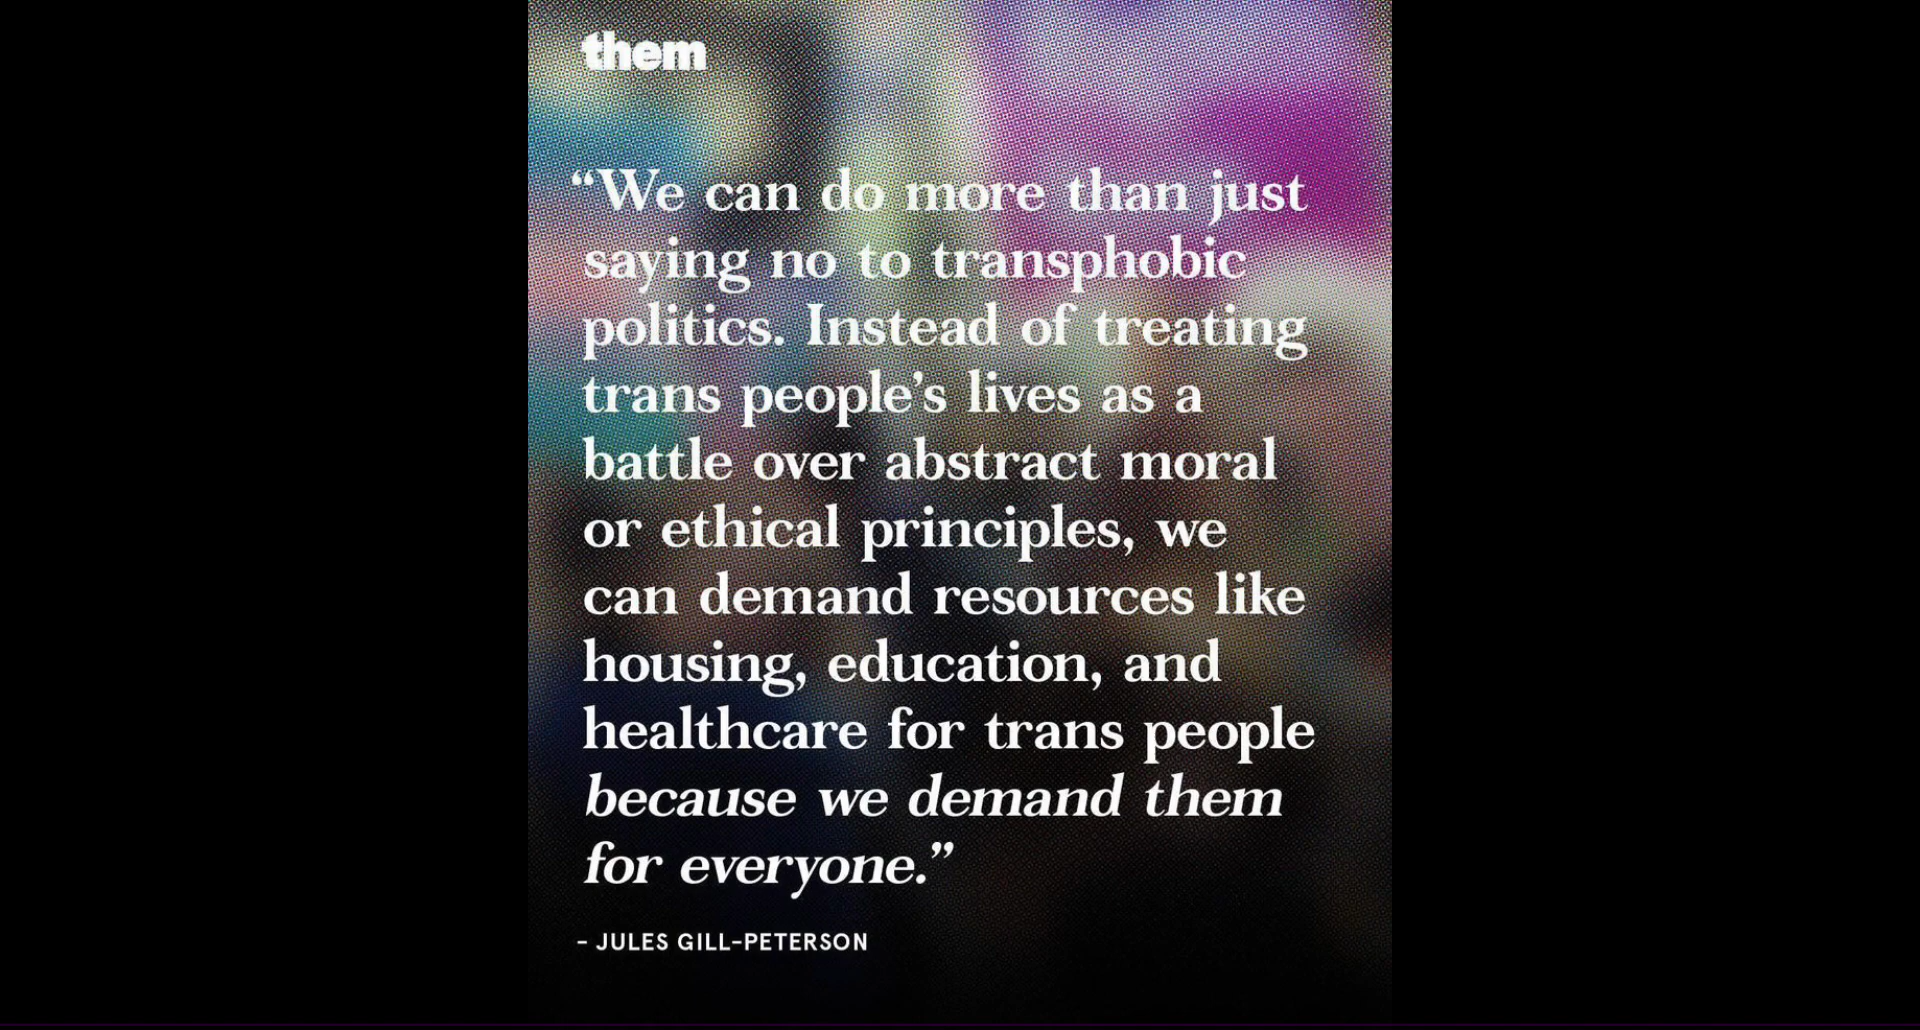 them
“We can do more than just
saying no to transphobic
politics. Instead of treating
trans people’s lives as a
battle over abstract moral
or ethical principles, we
can demand resources like
housing, education, and
healthcare for trans people
because we demand them
for everyone.”
– JULES GILL-PETERSON